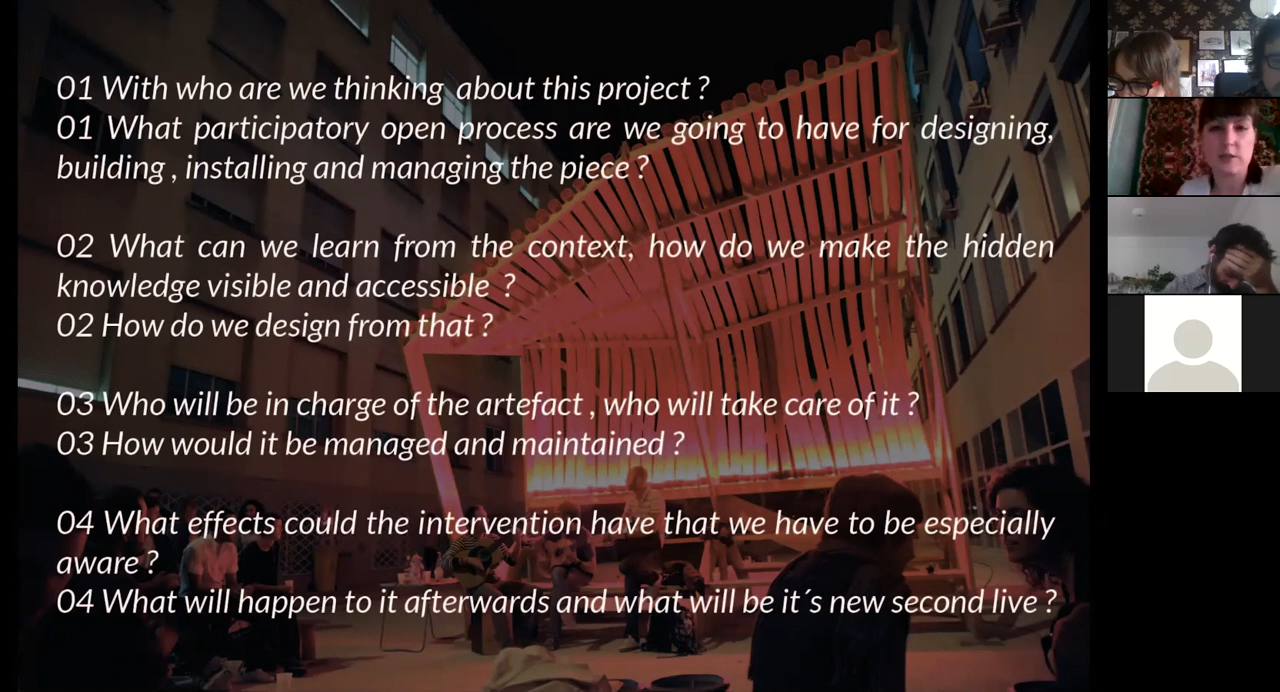 01 With who are we thinking about this project ?
01 What participatory open process are we going to have for designing,
building , installing and managing the piece ?
02 What can we learn from the context, how do we make the hidden
knowledge visible and accessible ?
02 How do we design from that ?
03 Who will be in charge of the artefact , who will take care of it ?
03 How would it be managed and maintained ?
04 What effects could the intervention have that we have to be especially
aware ?
04 What will happen to it afterwards and what will be it´s new second live ?